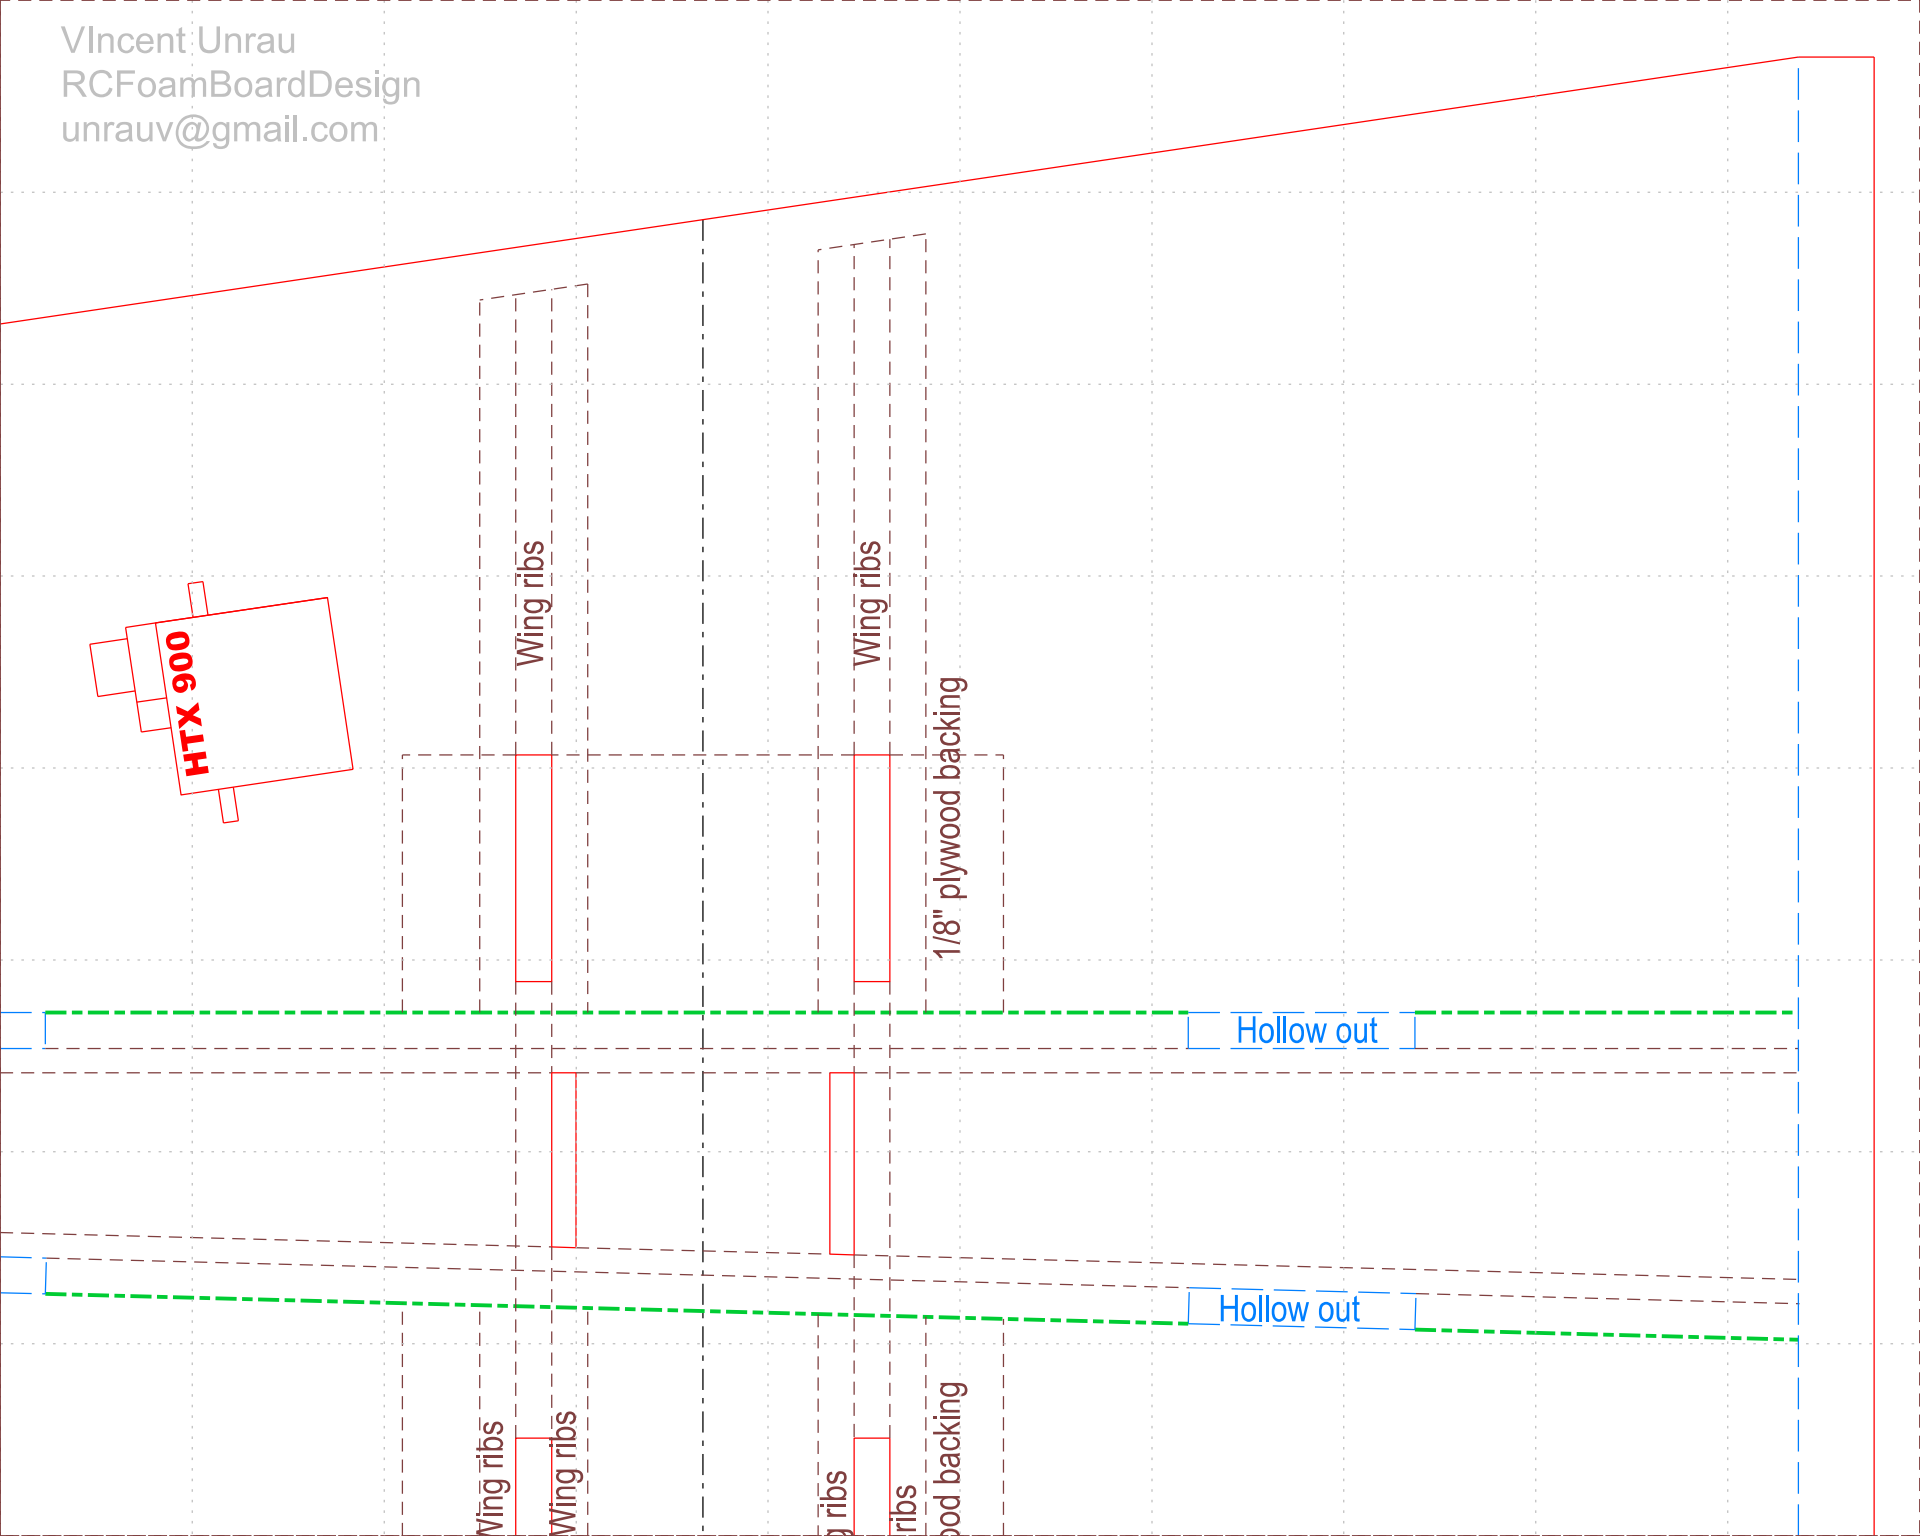 VIncent Unrau
RCFoamBoardDesign
unrauv@gmail.com
Wing ribs
Wing ribs
HTX 900
1/8" plywood backing
Hollow out
Hollow out
Wing ribs
Wing ribs
ribs
ribs
backing